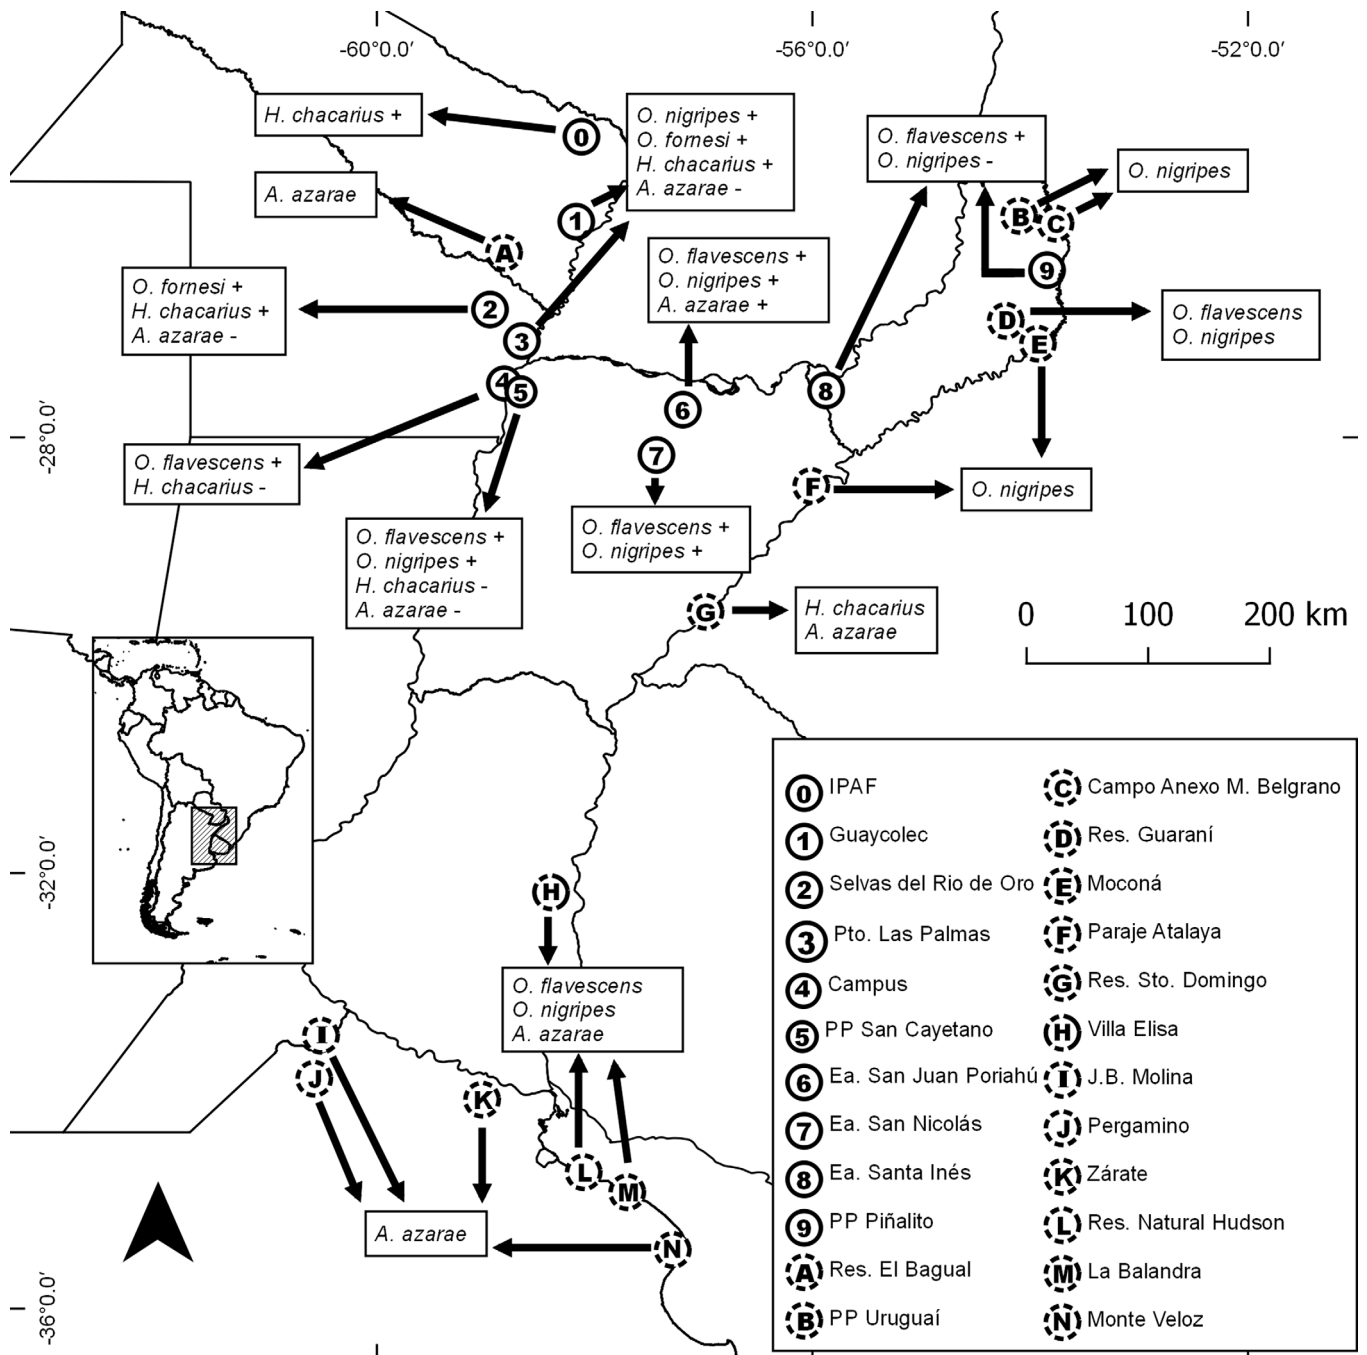 -60°0.0′
-56°0.0′
-52°0.0′
H. chacarius +
0
O. nigripes +
O. fornesi +
H. chacarius +
A. azarae -
O. flavescens +
O. nigripes -
O. nigripes
A. azarae
1
B
C
A
O. flavescens +
O. nigripes +
A. azarae +
9
O. fornesi +
H. chacarius +
A. azarae -
2
3
D
E
O. flavescens
O. nigripes
4
5
6
8
-28°0.0′
O. flavescens +
H. chacarius -
7
F
O. nigripes
O. flavescens +
O. nigripes +
H. chacarius -
A. azarae -
O. flavescens +
O. nigripes +
G
H. chacarius
A. azarae
0 100 200 km
-32°0.0′
H
O. flavescens
O. nigripes
A. azarae
I
J
K
L
M
N
A. azarae
-36°0.0′
0 IPAF
1 Guaycolec
2 Selvas del Rio de Oro
3 Pto. Las Palmas
4 Campus
5 PP San Cayetano
6 Ea. San Juan Poriahú
7 Ea. San Nicolás
8 Ea. Santa Inés
9 PP Piñalito
A Res. El Bagual
B PP Uruguaí
C Campo Anexo M. Belgrano
D Res. Guaraní
E Moconá
F Paraje Atalaya
G Res. Sto. Domingo
H Villa Elisa
I J.B. Molina
J Pergamino
K Zárate
L Res. Natural Hudson
M La Balandra
N Monte Veloz